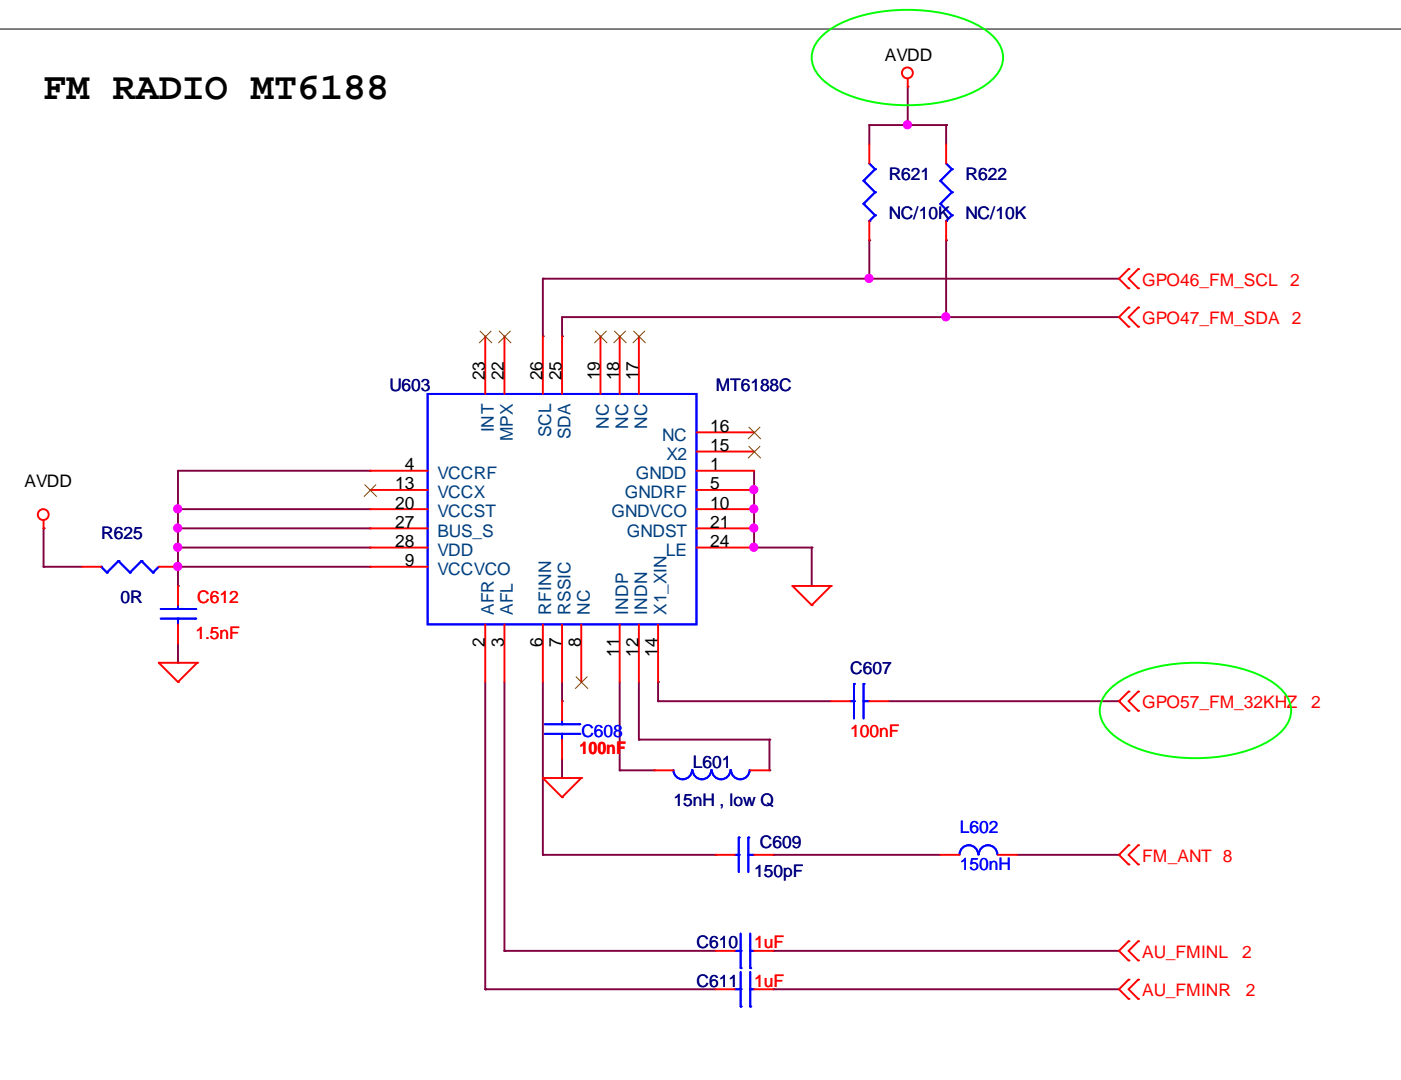 AVDD
FM RADIO MT6188
R621
R622
NC/10K
NC/10K
GPO46_FM_SCL 2
GPO47_FM_SDA 2
23
22
26
25
19
18
17
U603
MT6188C
INT
MPX
SCL
SDA
NC
NC
NC
NC 16
X2 15
GNDD 1
GNDRF 5
GNDVCO 10
GNDST 21
LE 24
AVDD
4 VCCRF
13 VCCX
20 VCCST
27 BUS_S
28 VDD
9 VCCVCO
R625
0R
C612
1.5nF
AFR
AFL
RFINN
RSSIC
NC
INDP
INDN
X1_XIN
2
3
6
7
8
11
12
14
C607
100nF
GPO57_FM_32KHZ 2
C608
100nF
L601
15nH , low Q
C609
150pF
L602
150nH
FM_ANT 8
C610 1uF
AU_FMINL 2
C611 1uF
AU_FMINR 2